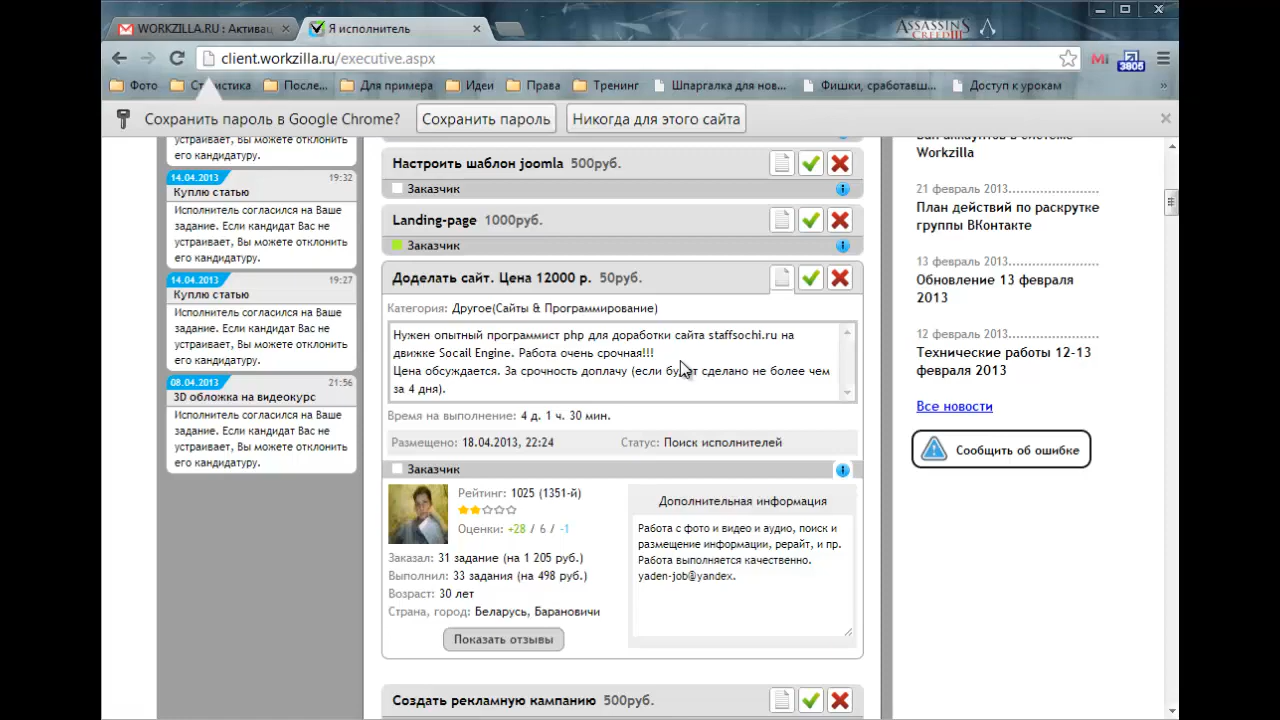 WORKZILLA.RU : Активац
Я исполнитель
ASSASSINS
CREED III
client.workzilla.ru/executive.aspx
3805
Фото
Статистика
После...
Для примера
Идеи
Права
Тренинг
Шпаргалка для нов...
Фишки, сработавш...
Доступ к урокам
»
Сохранить пароль в Google Chrome?
Сохранить пароль
Никогда для этого сайта
устраивает, Вы можете отклонить
его кандидатуру.
14.04.2013 19:32
Куплю статью
Исполнитель согласился на Ваше
задание. Если кандидат Вас не
устраивает, Вы можете отклонить
его кандидатуру.
14.04.2013 19:27
Куплю статью
Исполнитель согласился на Ваше
задание. Если кандидат Вас не
устраивает, Вы можете отклонить
его кандидатуру.
08.04.2013 21:56
3D обложка на видеокурс
Исполнитель согласился на Ваше
задание. Если кандидат Вас не
устраивает, Вы можете отклонить
его кандидатуру.
Настроить шаблон joomla 500руб.
Заказчик
Landing-page 1000руб.
Заказчик
Доделать сайт. Цена 12000 р. 50руб.
Категория: Другое(Сайты & Программирование)
Нужен опытный программист php для доработки сайта staffsochi.ru на
движке Socail Engine. Работа очень срочная!!!
Цена обсуждается. За срочность доплачу (если будет сделано не более чем
за 4 дня).
Время на выполнение: 4 д. 1 ч. 30 мин.
Размещено: 18.04.2013, 22:24 Статус: Поиск исполнителей
Заказчик
Рейтинг: 1025 (1351-й)
Оценки: +28 / 6 / -1
Заказал: 31 задание (на 1 205 руб.)
Выполнил: 33 задания (на 498 руб.)
Возраст: 30 лет
Страна, город: Беларусь, Барановичи
Показать отзывы
Дополнительная информация
Работа с фото и видео и аудио, поиск и
размещение информации, рерайт, и пр.
Работа выполняется качественно.
yaden-job@yandex.
Создать рекламную кампанию 500руб.
Бан аккаунтов в системе
Workzilla
21 февраль 2013
План действий по раскрутке
группы ВКонтакте
13 февраль 2013
Обновление 13 февраля
2013
12 февраль 2013
Технические работы 12-13
февраля 2013
Все новости
Сообщить об ошибке